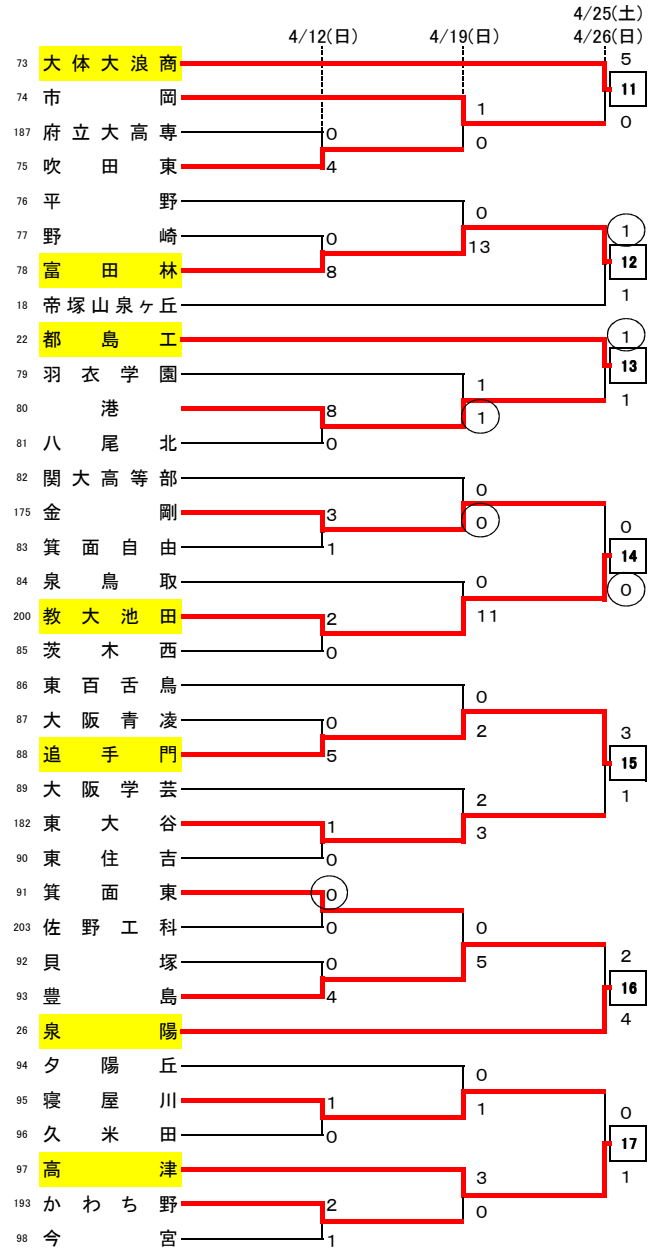 4/25(土)
4/12(日) 4/19(日) 4/26(日)
73 大体大浪商 5
11
74 市岡 1
0
187 府立大高専 0
0
75 吹田東 4
76 平野 0
77 野崎 0
13 1
12
78 富田林 8
18 帝塚山泉ヶ丘 1
22 都島工 1
13
79 羽衣学園 1
1
80 港 8
1
81 八尾北 0
82 関大高等部 0
175 金剛 3
0 0
14
83 箕面自由 1
84 泉鳥取 0
0
200 教大池田 2
11
85 茨木西 0
86 東百舌鳥 0
87 大阪青凌 0
2 3
15
88 追手門 5
89 大阪学芸 2
1
182 東大谷 1
3
90 東住吉 0
91 箕面東 0
203 佐野工科 0
0
92 貝塚 0
5 2
16
93 豊島 4
26 泉陽 4
94 夕陽丘 0
95 寝屋川 1
1 0
17
96 久米田 0
97 高津 3
1
193 かわち野 2
0
98 今宮 1